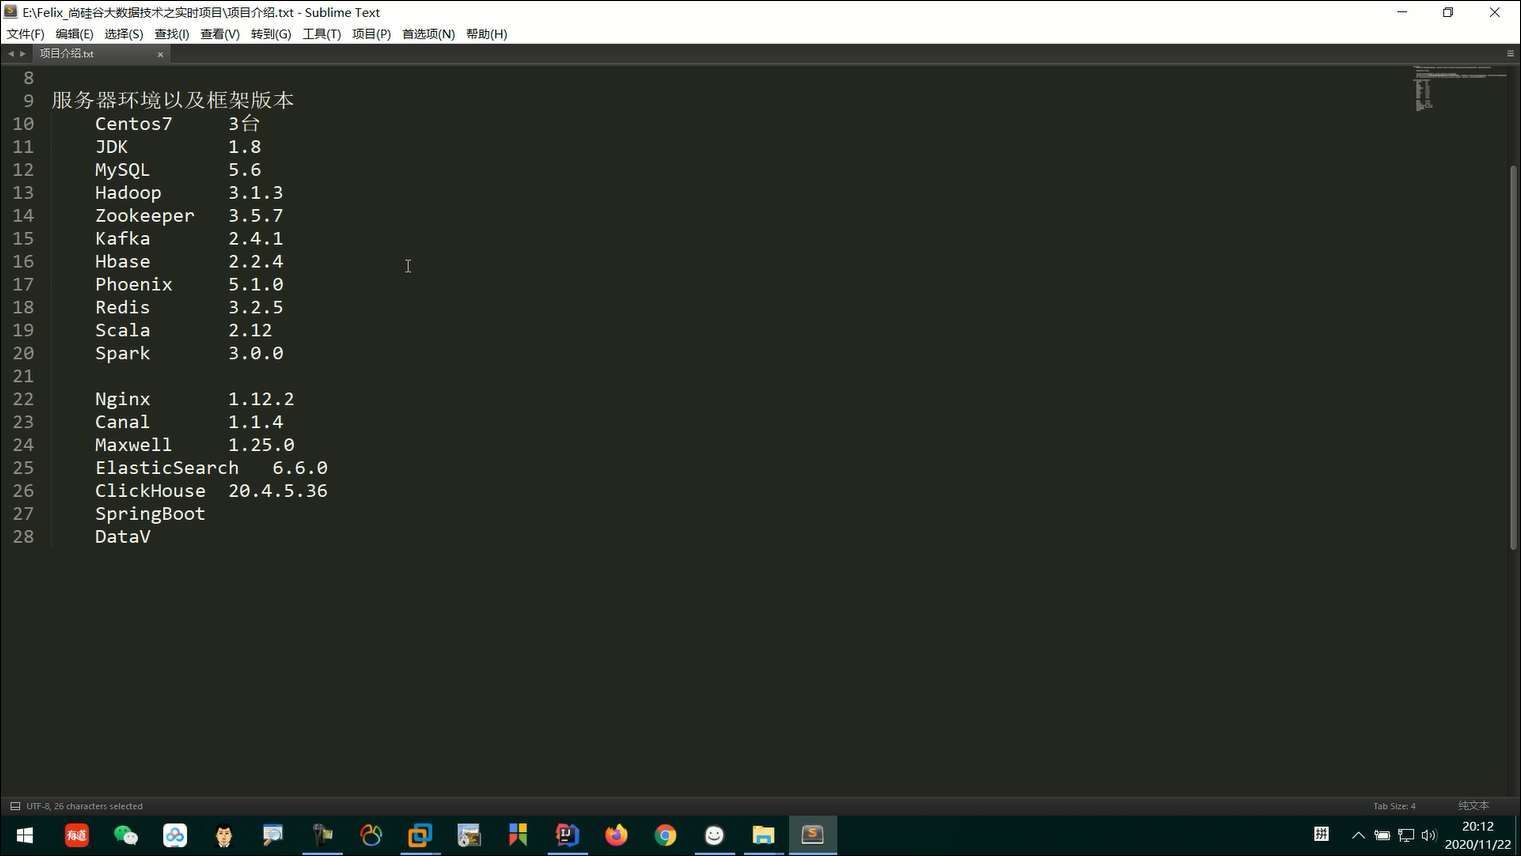 E:\Felix_尚硅谷大数据技术之实时项目\项目介绍.txt - Sublime Text
文件(F) 编辑(E) 选择(S) 查找(I) 查看(V) 转到(G) 工具(T) 项目(P) 首选项(N) 帮助(H)
项目介绍.txt
8
9 服务器环境以及框架版本
10 Centos7 3台
11 JDK 1.8
12 MySQL 5.6
13 Hadoop 3.1.3
14 Zookeeper 3.5.7
15 Kafka 2.4.1
16 Hbase 2.2.4
17 Phoenix 5.1.0
18 Redis 3.2.5
19 Scala 2.12
20 Spark 3.0.0
21
22 Nginx 1.12.2
23 Canal 1.1.4
24 Maxwell 1.25.0
25 ElasticSearch 6.6.0
26 ClickHouse 20.4.5.36
27 SpringBoot
28 DataV
UTF-8, 26 characters selected Tab Size: 4 纯文本
有道 拼 20:12
2020/11/22